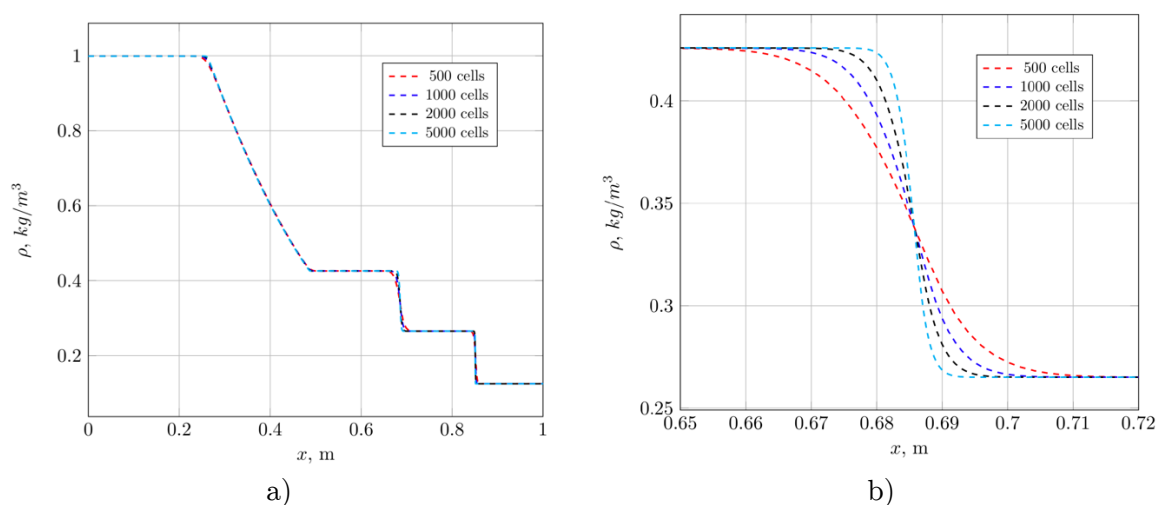 1
0.8
0.6
0.4
0.2
0
0.2
0.4
0.6
0.8
1
ρ, kg/m³
x, m
500 cells
1000 cells
2000 cells
5000 cells
a)
0.4
0.35
0.3
0.25
0.65
0.66
0.67
0.68
0.69
0.7
0.71
0.72
ρ, kg/m³
x, m
500 cells
1000 cells
2000 cells
5000 cells
b)